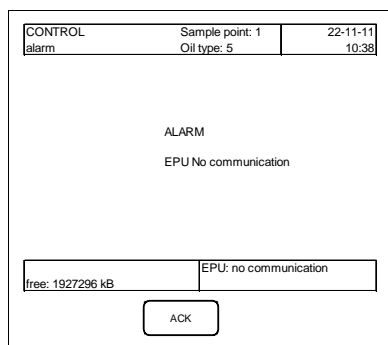 CONTROL Sample point: 1 22-11-11
alarm Oil type: 5 10:38
ALARM
EPU No communication
EPU: no communication
free: 1927296 kB
ACK